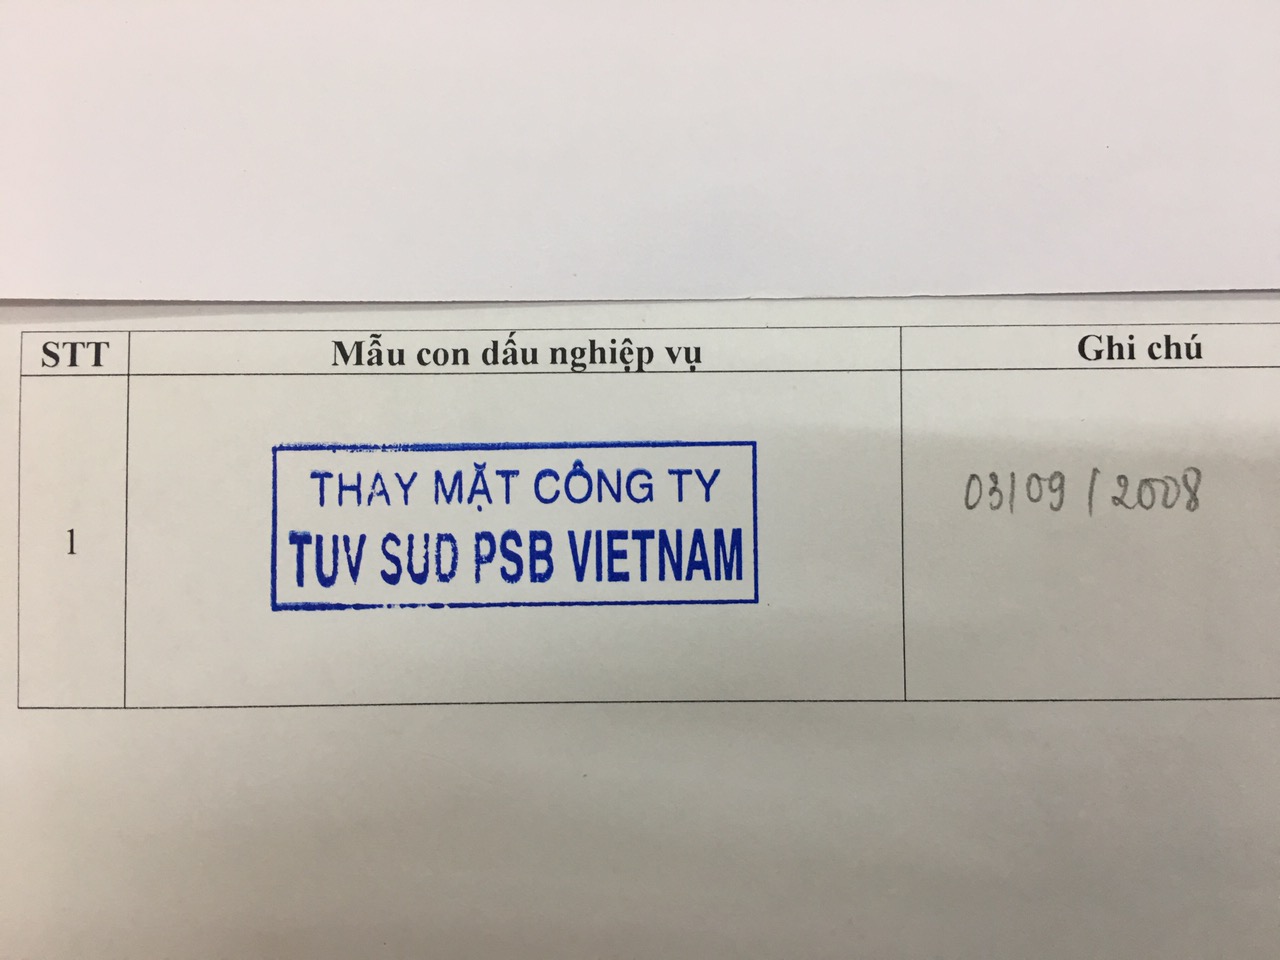 STT Mẫu con dấu nghiệp vụ Ghi chú
THAY MẶT CÔNG TY
1 TUV SUD PSB VIETNAM
03/09/2008